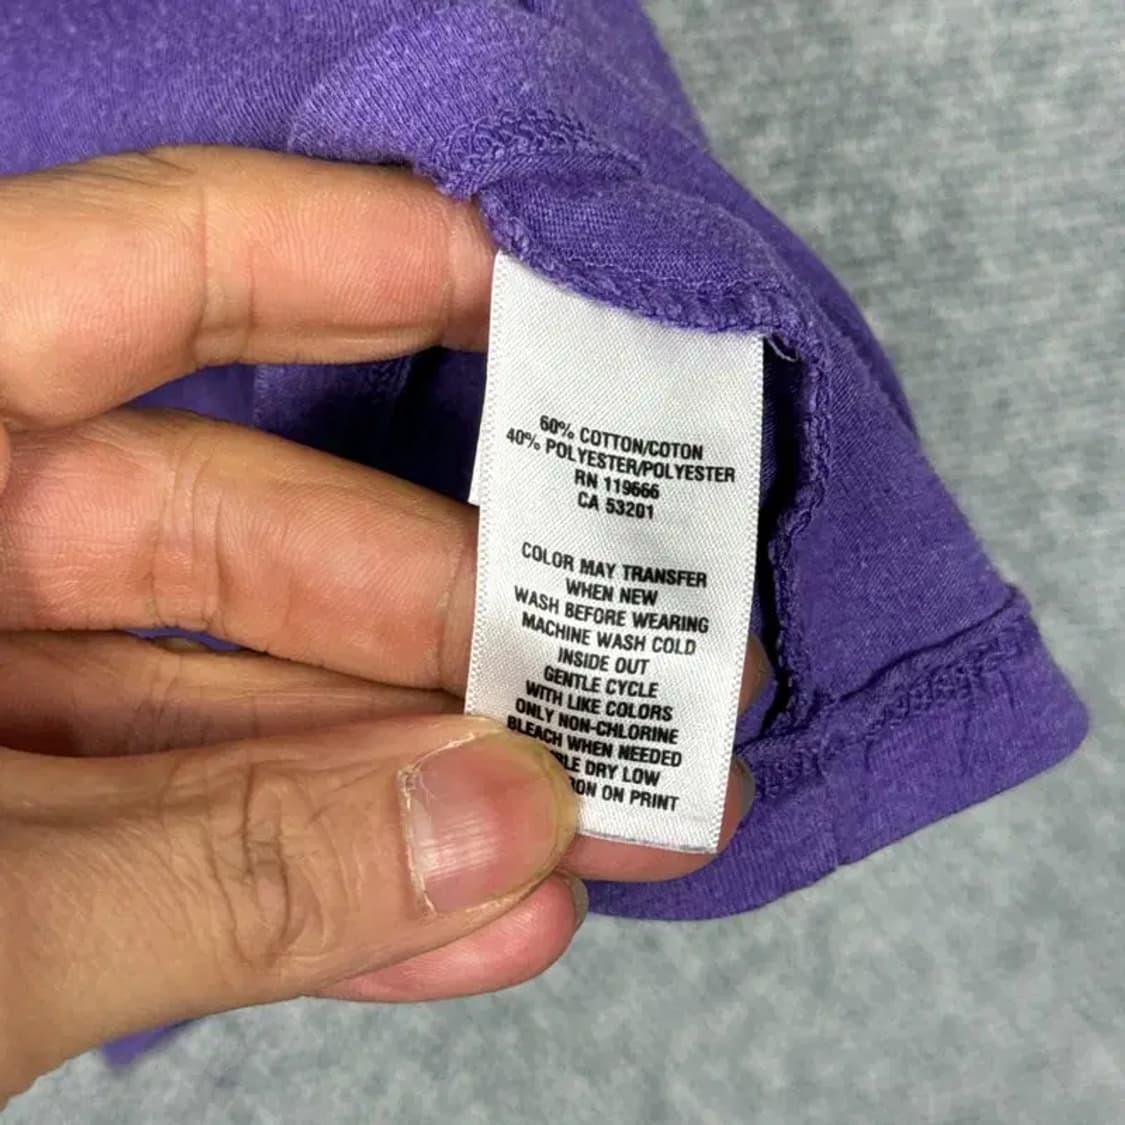 60% COTTON/COTON
40% POLYESTER/POLYESTER
RN 119666
CA 53201
COLOR MAY TRANSFER
WHEN NEW
WASH BEFORE WEARING
MACHINE WASH COLD
INSIDE OUT
GENTLE CYCLE
WITH LIKE COLORS
ONLY NON-CHLORINE
BLEACH WHEN NEEDED
DRY LOW
ON PRINT